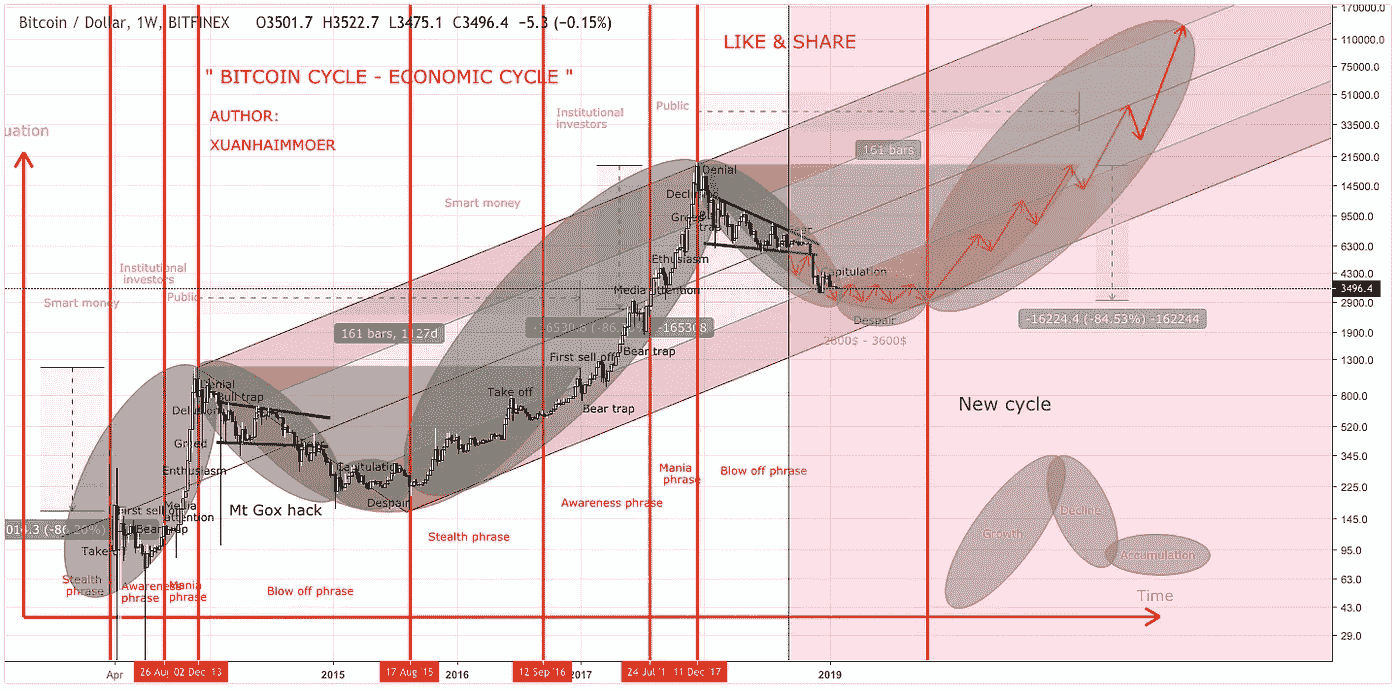 Bitcoin / Dollar, 1W, BITFINEX O3501.7 H3522.7 L3475.1 C3496.4 −5.3 (−0.15%)
LIKE & SHARE
" BITCOIN CYCLE - ECONOMIC CYCLE "
AUTHOR:
XUANHAIMMOER
uation
Institutional
investors
Public
Smart money
Institutional
investors
Smart money
Public
161 bars
161 bars, 1127d
Denial
Greed
Enthusiasm
Media attention
First sell off
Bear trap
Take off
Bear trap
Capitulation
Despair
2800$ - 3600$
-165308
-16224.4 (-84.53%) -162244
Bull trap
Greed
Enthusiasm
Media
attention
First sell off
Bear trap
Capitulation
Despair
Mt Gox hack
New cycle
Stealth
phrase
Awareness
phrase
Mania
phrase
Blow off phrase
Stealth phrase
Awareness phrase
Mania
phrase
Blow off phrase
Growth
Decline
Accumulation
Time
170000.0
110000.0
75000.0
51000.0
33500.0
21500.0
14500.0
9500.0
6300.0
4300.0
3496.4
2900.0
1900.0
1300.0
800.0
520.0
345.0
225.0
145.0
95.0
63.0
43.0
29.0
Apr 02 Dec '13 2015 17 Aug '15 2016 12 Sep '16 2017 24 Jul '1 11 Dec '17 2019